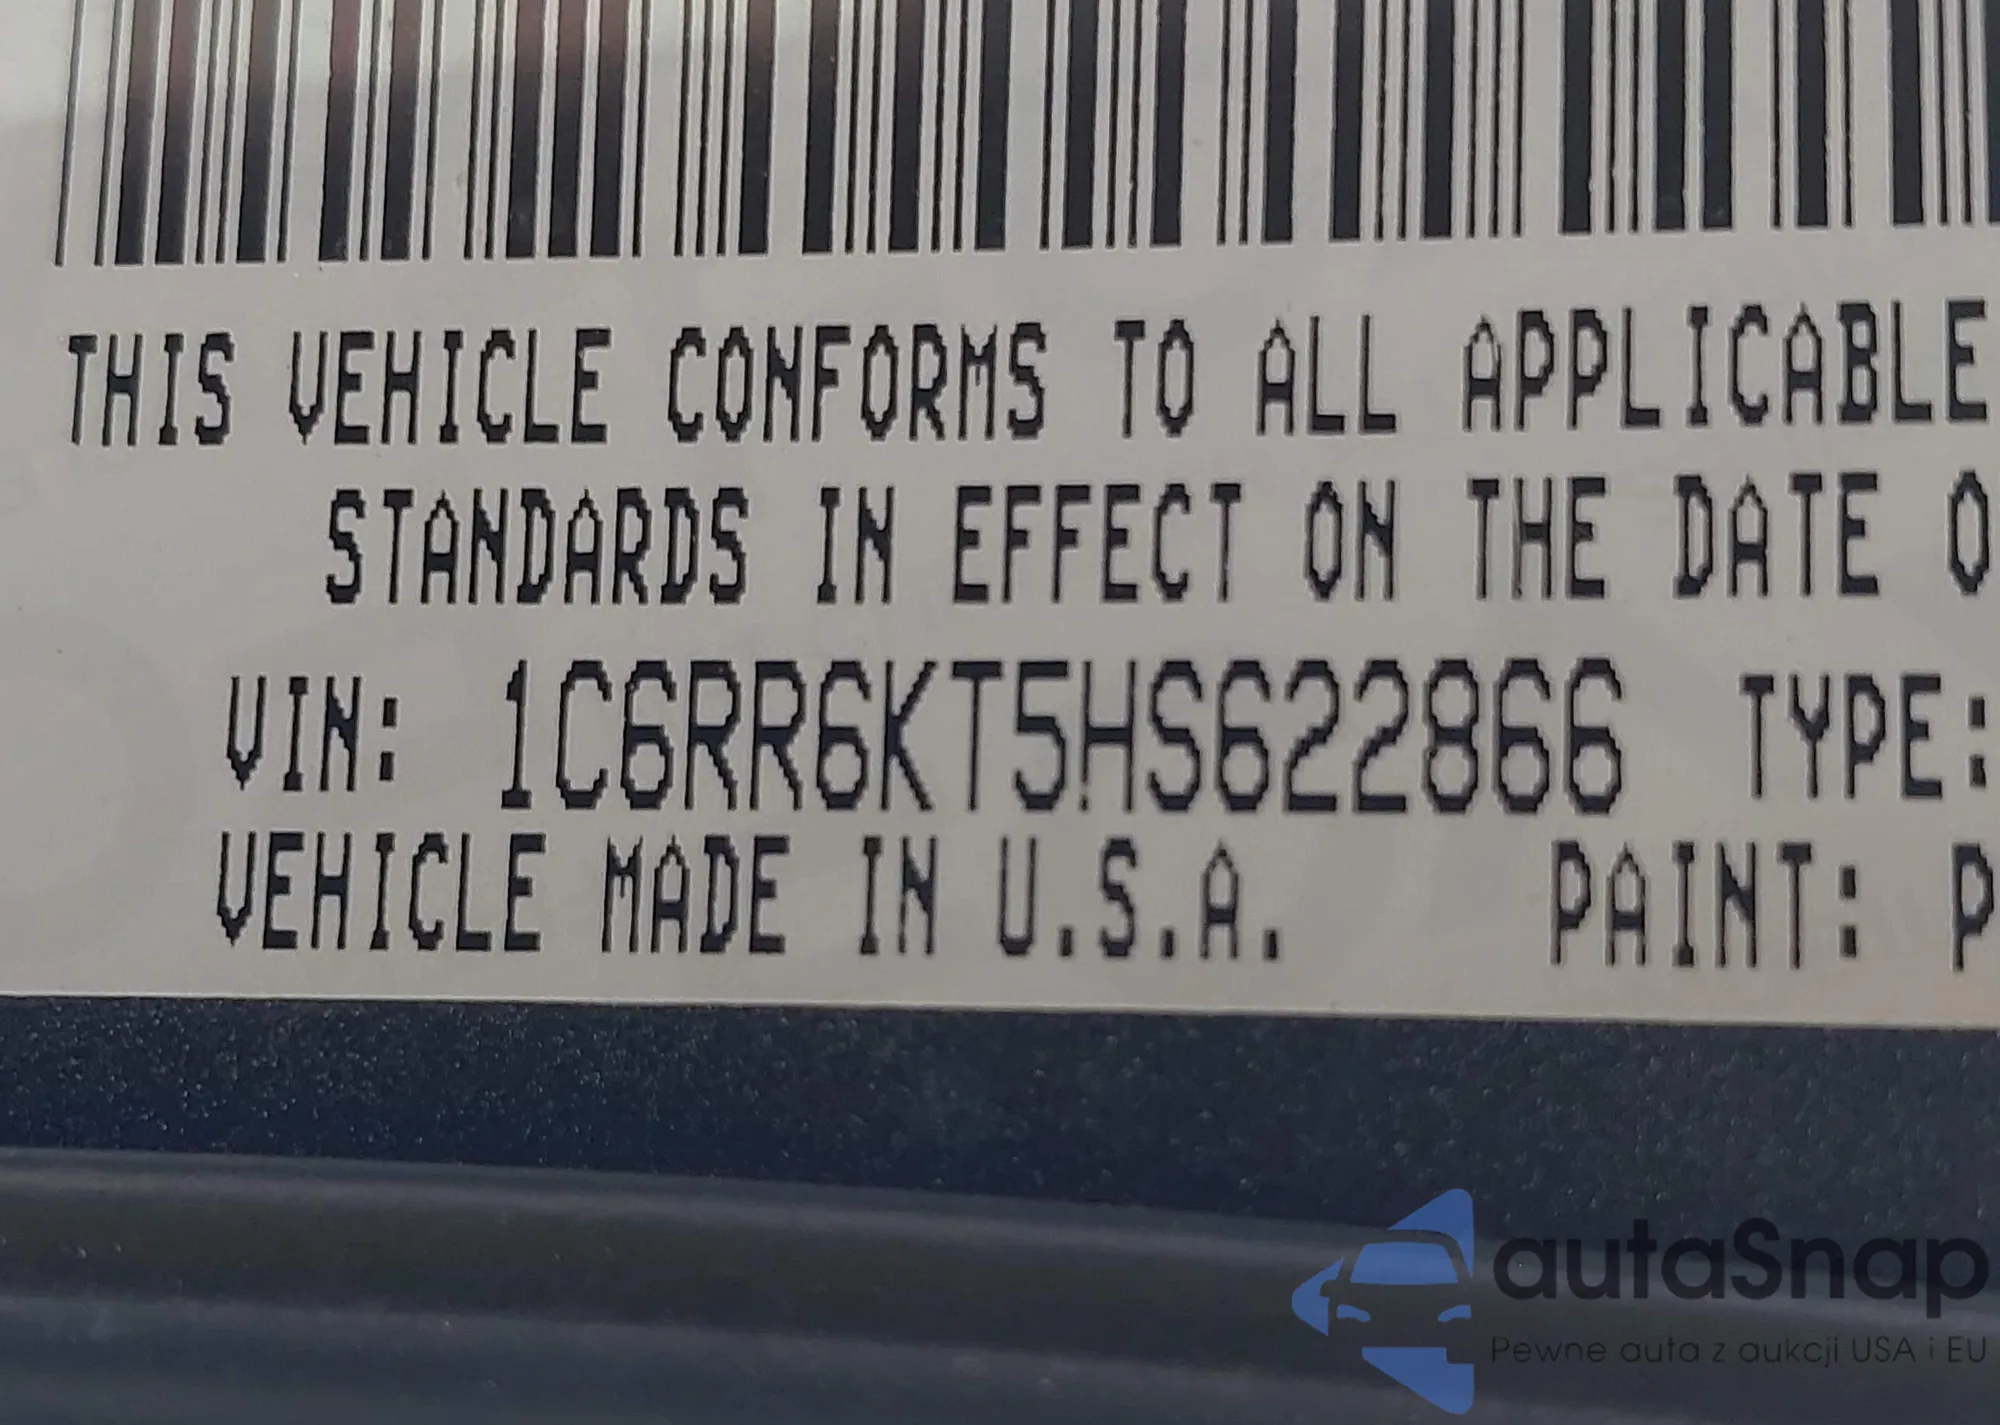 THIS VEHICLE CONFORMS TO ALL APPLICABLE
STANDARDS IN EFFECT ON THE DATE O
VIN: 1C6RR6KT5HS622866 TYPE:
VEHICLE MADE IN U.S.A. PAINT: P
autaSnap
Pewne auta z aukcji USA i EU